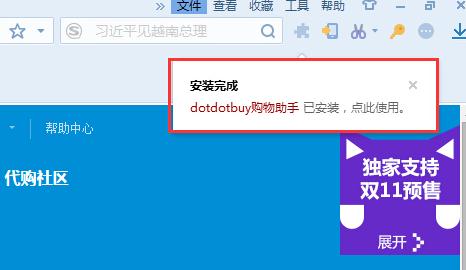 文件 查看 收藏 工具 帮助
习近平见越南总理
安装完成
dotdotbuy购物助手 已安装，点此使用。
帮助中心
代购社区
独家支持
双11预售
展开